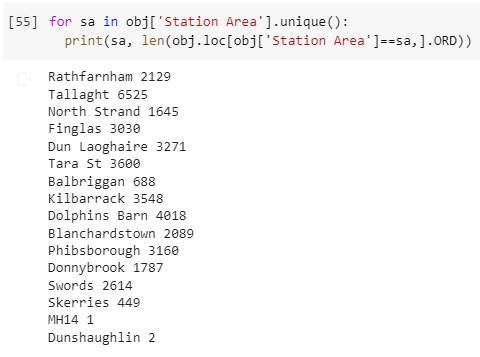 [55] for sa in obj['Station Area'].unique():
print(sa, len(obj.loc[obj['Station Area']==sa,].ORD))
Rathfarnham 2129
Tallaght 6525
North Strand 1645
Finglas 3030
Dun Laoghaire 3271
Tara St 3600
Balbriggan 688
Kilbarrack 3548
Dolphins Barn 4018
Blanchardstown 2089
Phibsborough 3160
Donnybrook 1787
Swords 2614
Skerries 449
MH14 1
Dunshaughlin 2